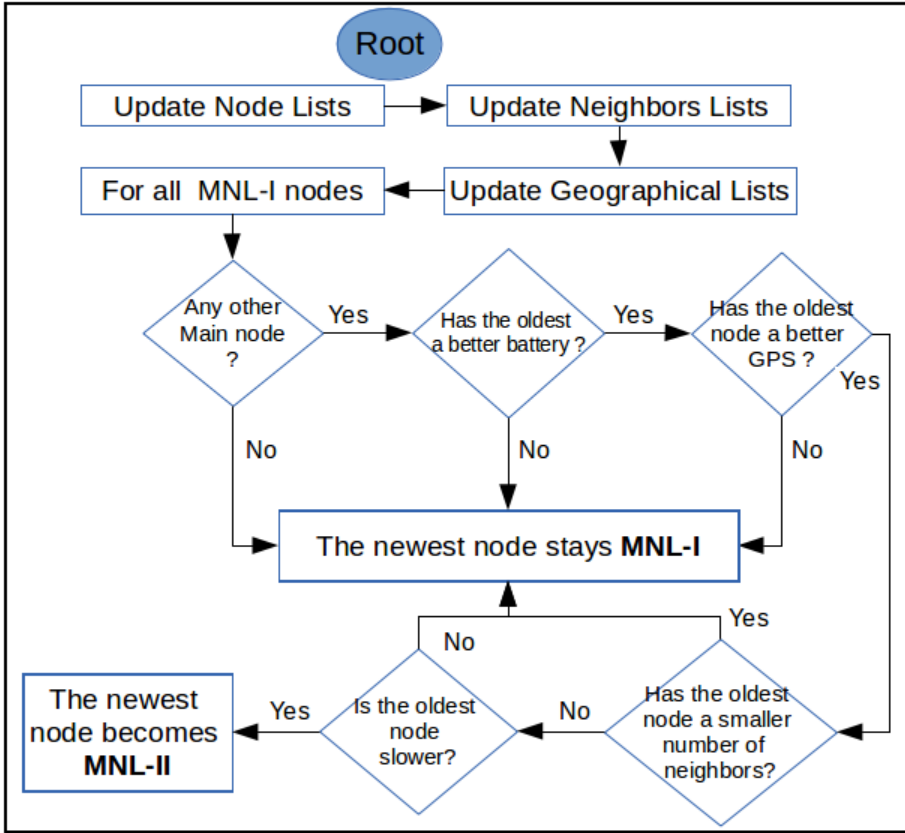 Root
Update Node Lists
Update Neighbors Lists
For all MNL-I nodes
Update Geographical Lists
Any other
Main node
?
Yes
Has the oldest
a better battery ?
Yes
Has the oldest
node a better
GPS ?
Yes
No
No
No
The newest node stays MNL-I
Yes
No
The newest
node becomes
MNL-II
Yes
Is the oldest
node
slower?
No
Has the oldest
node a smaller
number of
neighbors?